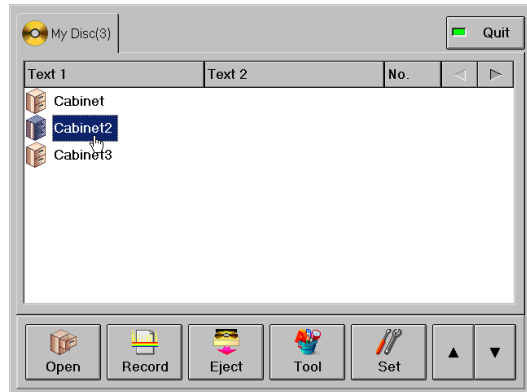 My Disc(3)
Quit
Text 1 Text 2 No.
Cabinet
Cabinet2
Cabinet3
Open Record Eject Tool Set